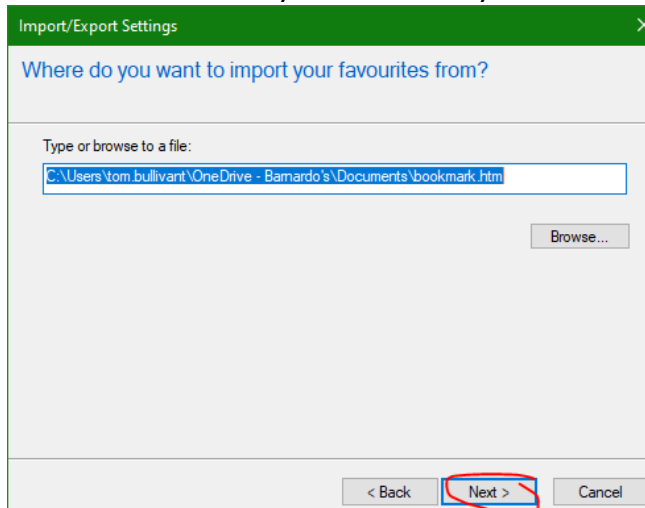 Import/Export Settings
Where do you want to import your favourites from?
Type or browse to a file:
C:\Users\tom.bullivant\OneDrive - Barnardo's\Documents\bookmark.htm
Browse...
< Back Next > Cancel